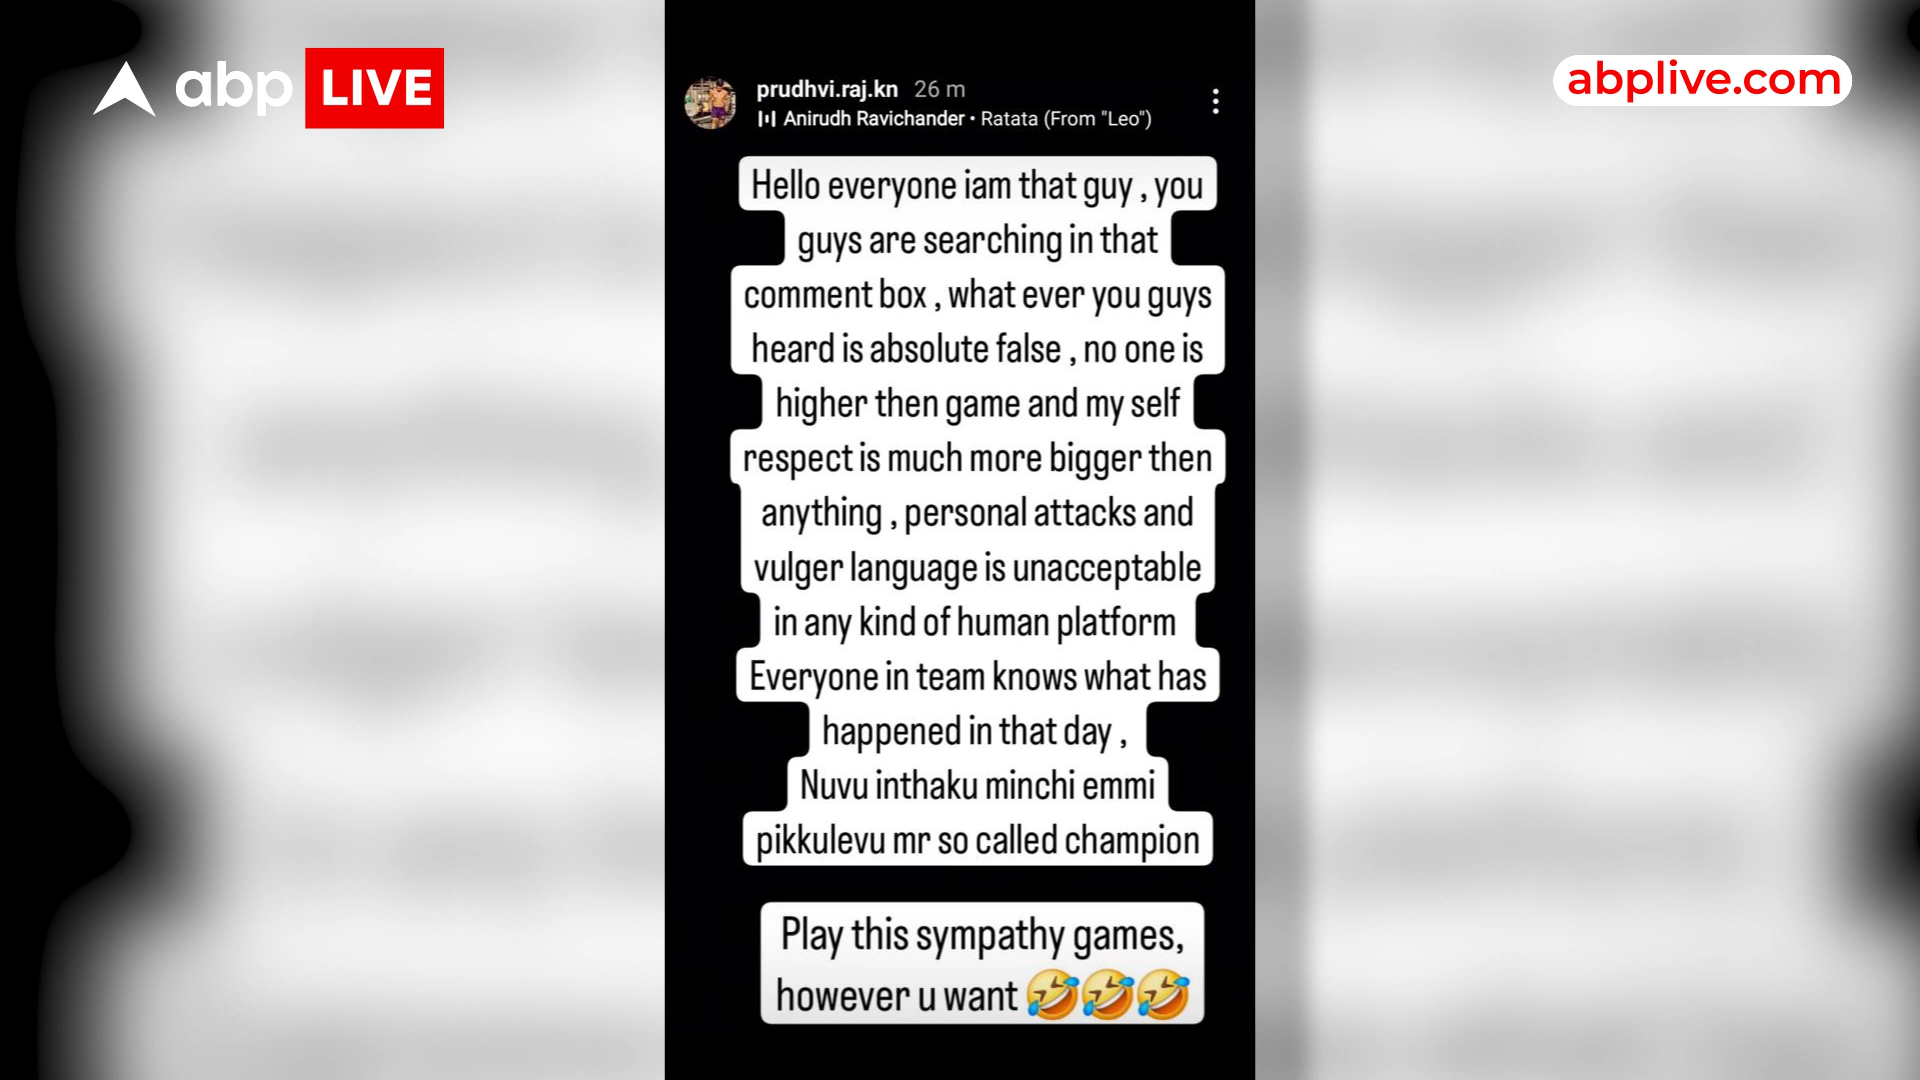 abp LIVE
abplive.com
prudhvi.raj.kn 26 m
Anirudh Ravichander • Ratata (From "Leo")
Hello everyone iam that guy , you
guys are searching in that
comment box , what ever you guys
heard is absolute false , no one is
higher then game and my self
respect is much more bigger then
anything , personal attacks and
vulger language is unacceptable
in any kind of human platform
Everyone in team knows what has
happened in that day ,
Nuvu inthaku minchi emmi
pikkulevu mr so called champion
Play this sympathy games,
however u want 🤣🤣🤣